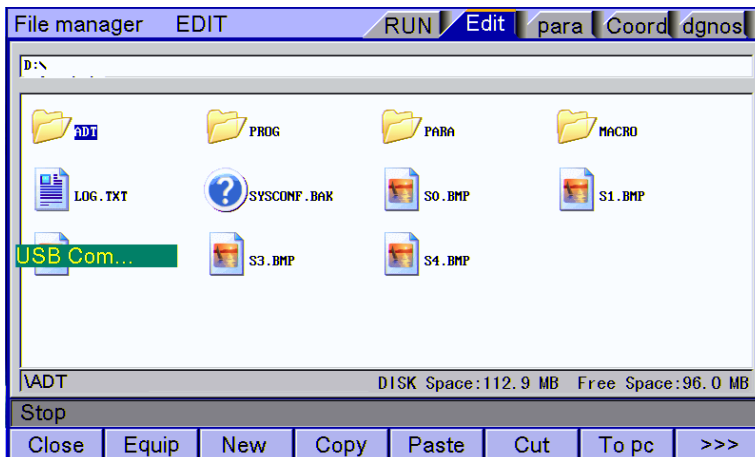 File manager EDIT RUN Edit para Coord dgnos
D:\
ADT PROG PARA MACRO
LOG.TXT SYSCONF.BAK S0.BMP S1.BMP
USB Com... S3.BMP S4.BMP
\ADT DISK Space:112.9 MB Free Space:96.0 MB
Stop
Close Equip New Copy Paste Cut To pc >>>